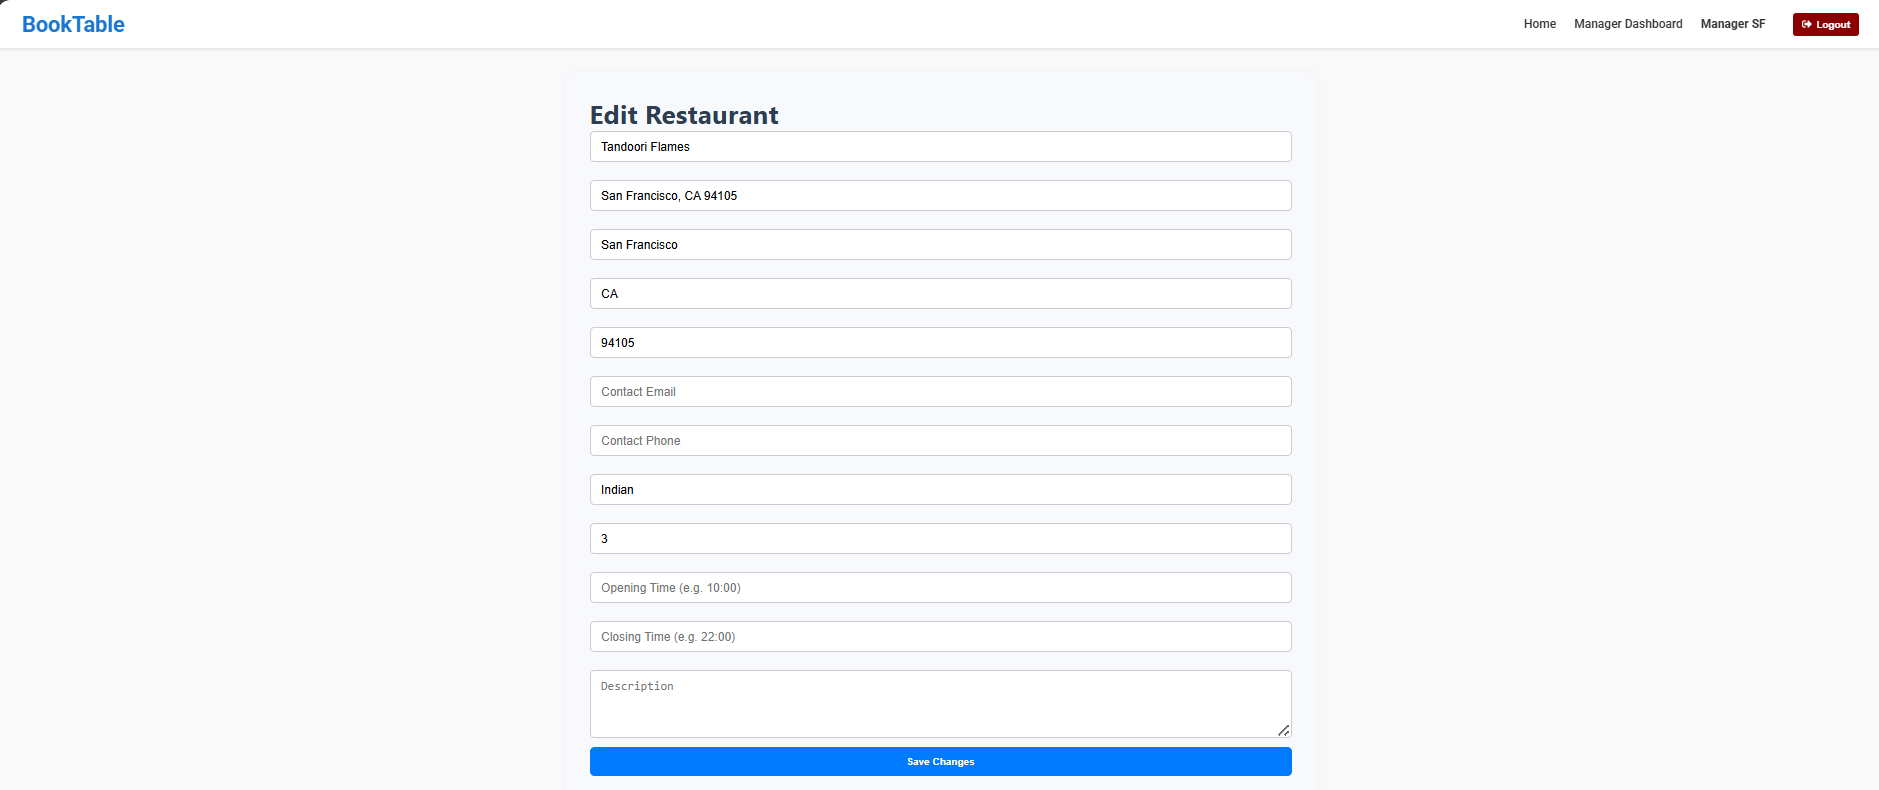 BookTable
Home Manager Dashboard Manager SF Logout
Edit Restaurant
Tandoori Flames
San Francisco, CA 94105
San Francisco
CA
94105
Contact Email
Contact Phone
Indian
3
Opening Time (e.g. 10:00)
Closing Time (e.g. 22:00)
Description
Save Changes